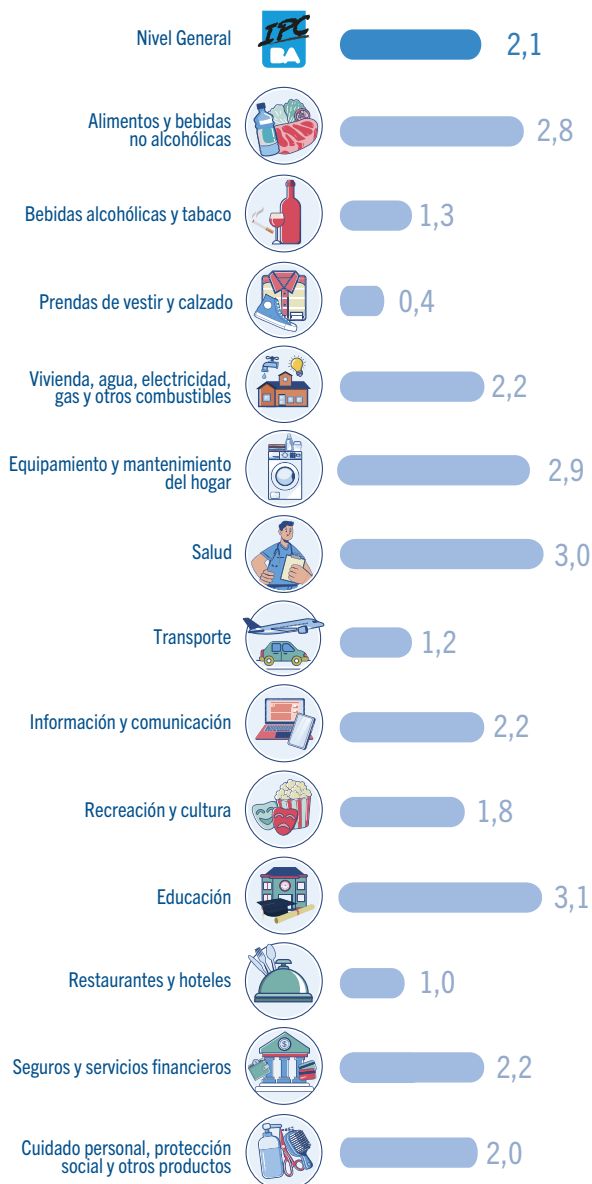 Nivel General
IPC
BA
2,1
Alimentos y bebidas
no alcohólicas
2,8
Bebidas alcohólicas y tabaco
1,3
Prendas de vestir y calzado
0,4
Vivienda, agua, electricidad,
gas y otros combustibles
2,2
Equipamiento y mantenimiento
del hogar
2,9
Salud
3,0
Transporte
1,2
Información y comunicación
2,2
Recreación y cultura
1,8
Educación
3,1
Restaurantes y hoteles
1,0
Seguros y servicios financieros
$
2,2
Cuidado personal, protección
social y otros productos
2,0